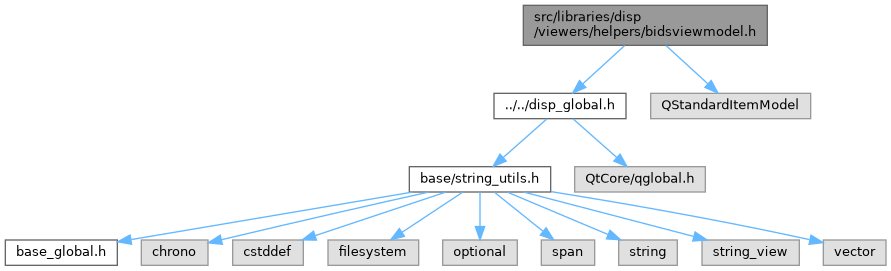 src/libraries/disp
/viewers/helpers/bidsviewmodel.h
../../disp_global.h
QStandardItemModel
base/string_utils.h
QtCore/qglobal.h
base_global.h
chrono
cstddef
filesystem
optional
span
string
string_view
vector